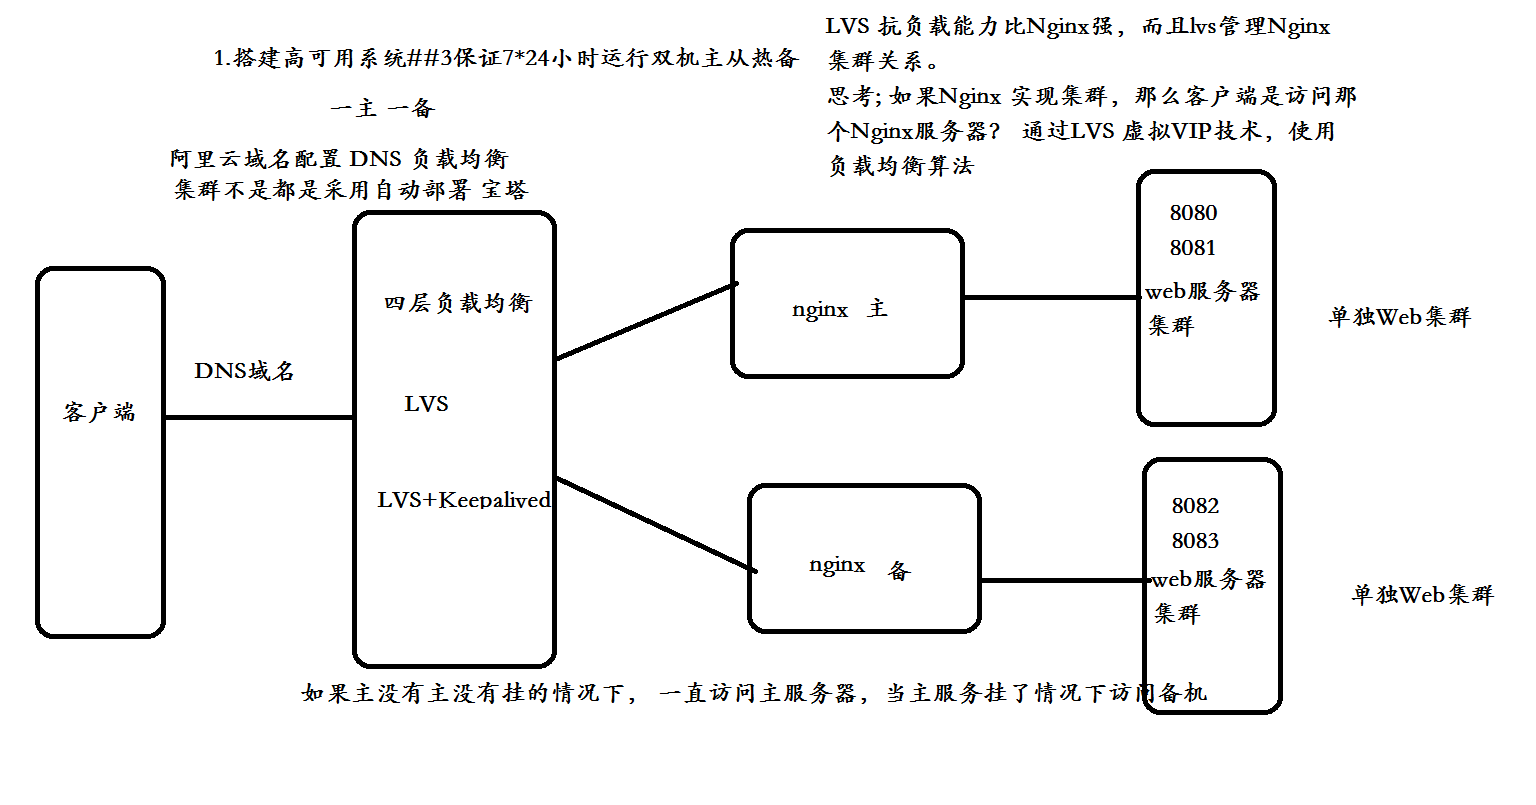 1.搭建高可用系统##3保证7*24小时运行双机主从热备
一主 一备
阿里云域名配置 DNS 负载均衡
集群不是都是采用自动部署 宝塔
LVS 抗负载能力比Nginx强，而且lvs管理Nginx
集群关系。
思考; 如果Nginx 实现集群，那么客户端是访问那
个Nginx服务器？ 通过LVS 虚拟VIP技术，使用
负载均衡算法
客户端
DNS域名
四层负载均衡
LVS
LVS+Keepalived
nginx 主
8080
8081
web服务器
集群
单独Web集群
nginx 备
8082
8083
web服务器
集群
单独Web集群
如果主没有主没有挂的情况下， 一直访问主服务器，当主服务挂了情况下访问备机